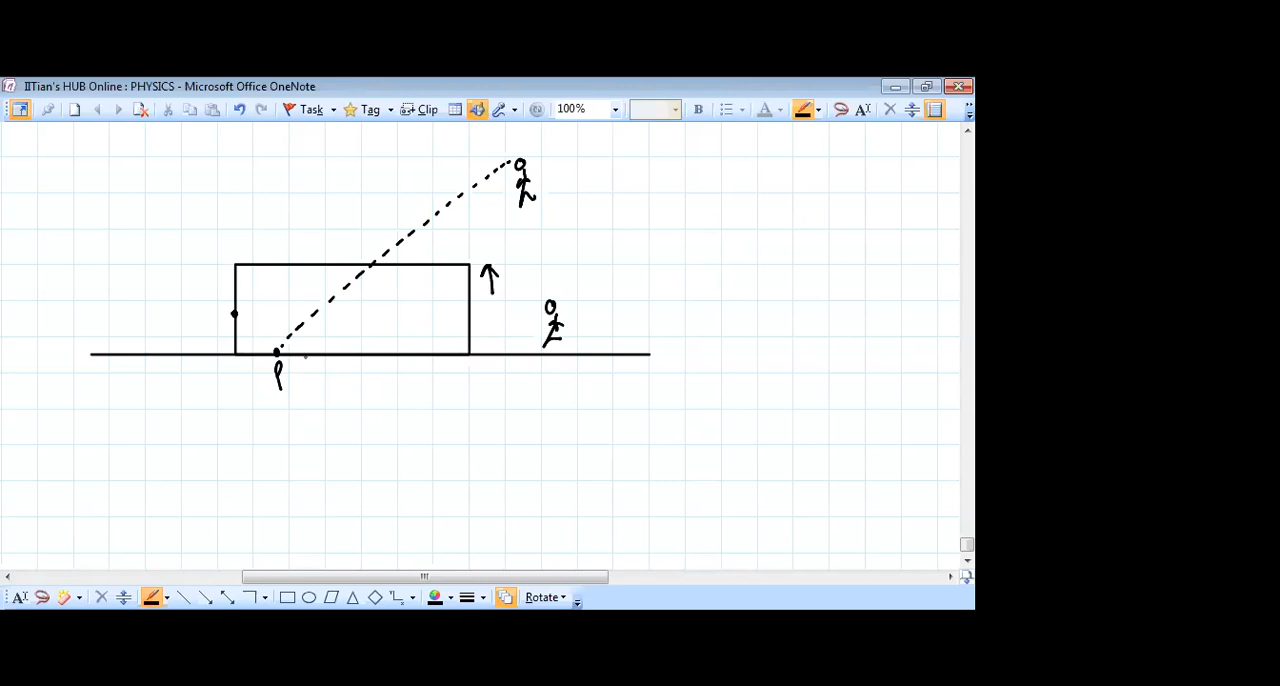 IITian's HUB Online : PHYSICS - Microsoft Office OneNote
Task Tag Clip 100% B A
P
A Rotate